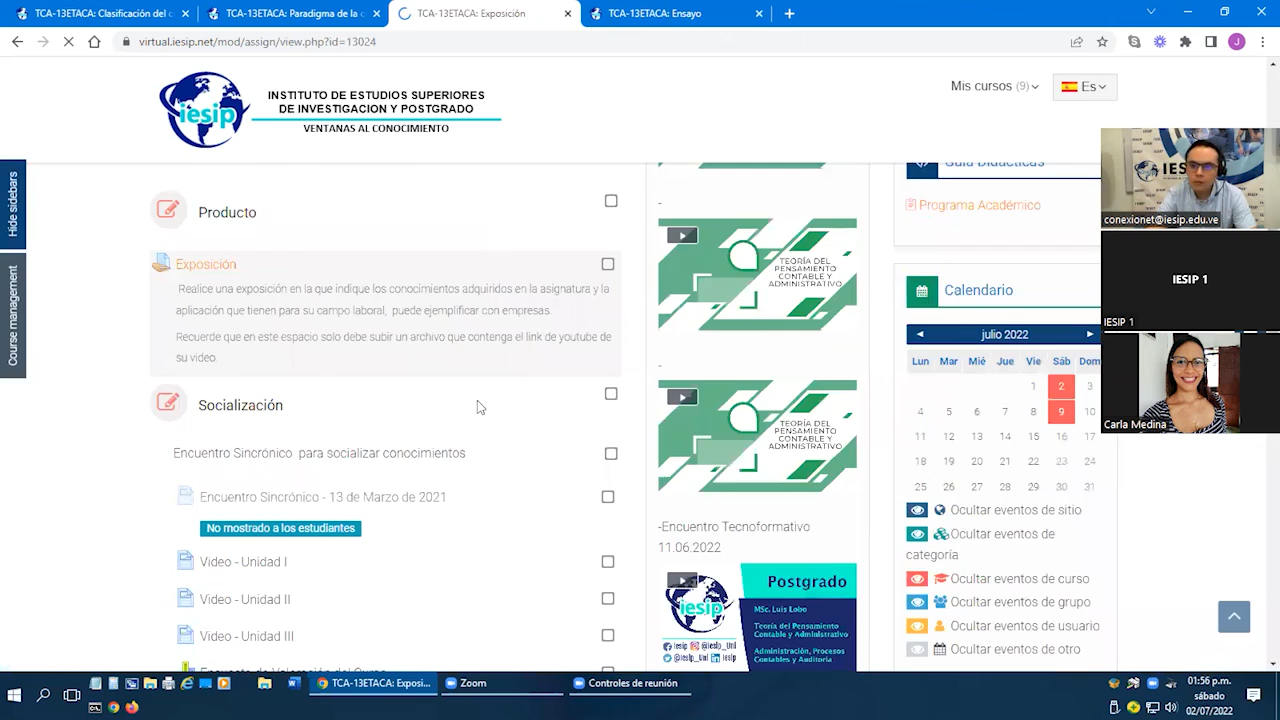 TCA-13ETACA: Clasificación del c
TCA-13ETACA: Paradigma de la c
TCA-13ETACA: Exposición
TCA-13ETACA: Ensayo
virtual.iesip.net/mod/assign/view.php?id=13024
J
iesip
INSTITUTO DE ESTUDIOS SUPERIORES
DE INVESTIGACION Y POSTGRADO
VENTANAS AL CONOCIMIENTO
Mis cursos (9)
Es
Hide sidebars
Course management
Producto
Exposición
Realice una exposición en la que indique los conocimientos adquiridos en la asignatura y la
aplicación que tienen para su campo laboral, puede ejemplificar con empresas.
Recuerde que en este espacio solo debe subir un archivo que contenga el link de youtube de
su video.
Socialización
Encuentro Sincrónico para socializar conocimientos
Encuentro Sincrónico - 13 de Marzo de 2021
No mostrado a los estudiantes
Video - Unidad I
Video - Unidad II
Video - Unidad III
Encuesta de Valoración del Curso
-
TEORÍA DEL
PENSAMIENTO
CONTABLE Y
ADMINISTRATIVO
-
TEORÍA DEL
PENSAMIENTO
CONTABLE Y
ADMINISTRATIVO
-Encuentro Tecnoformativo
11.06.2022
iesip
Postgrado
MSc. Luis Lobo
Teoría del Pensamiento
Contable y Administrativo
Administración, Procesos
Contables y Auditoría
iesip
iesip_Uni
iesip_Uni
iesip
Guía Didácticas
Programa Académico
Calendario
◄ julio 2022 ►
Lun Mar Mié Jue Vie Sáb Dom
1 2 3
4 5 6 7 8 9 10
11 12 13 14 15 16 17
18 19 20 21 22 23 24
25 26 27 28 29 30 31
Ocultar eventos de sitio
Ocultar eventos de
categoría
Ocultar eventos de curso
Ocultar eventos de grupo
Ocultar eventos de usuario
Ocultar eventos de otro
conexionet@iesip.edu.ve
IESIP 1
IESIP 1
Carla Medina
TCA-13ETACA: Exposi...
Zoom
Controles de reunión
01:56 p.m.
sábado
02/07/2022